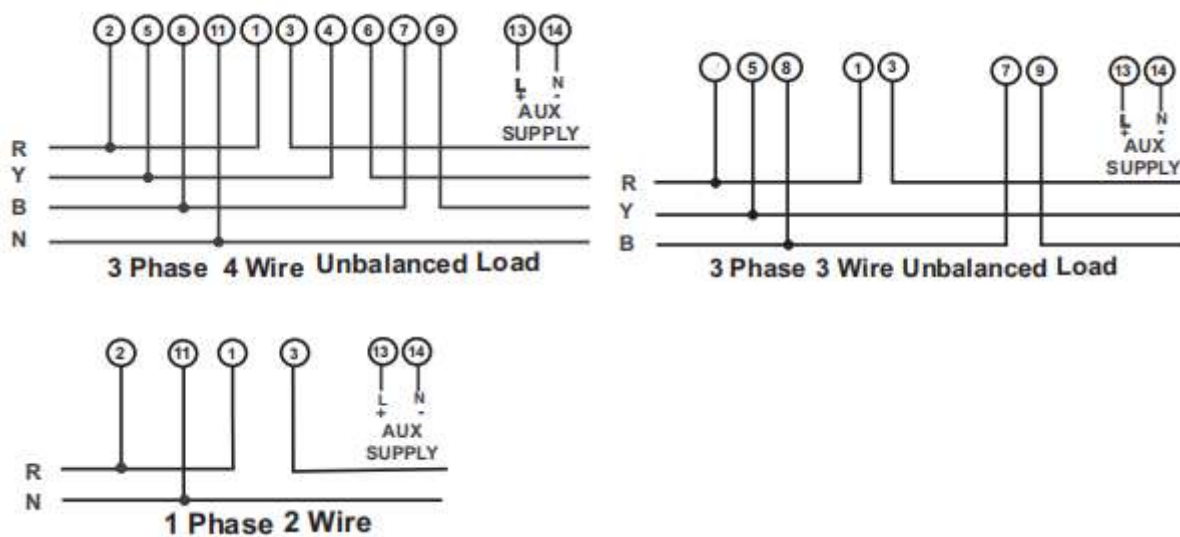 2 5 8 11 1 3 4 6 7 9 13 14
L N
+ -
AUX
SUPPLY
R
Y
B
N
3 Phase 4 Wire Unbalanced Load
5 8 1 3 7 9 13 14
L N
+ -
AUX
SUPPLY
R
Y
B
3 Phase 3 Wire Unbalanced Load
2 11 1 3 13 14
L N
+ -
AUX
SUPPLY
R
N
1 Phase 2 Wire